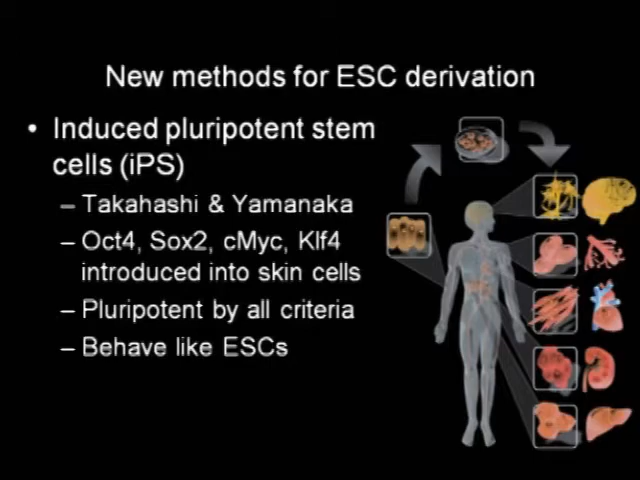 New methods for ESC derivation
• Induced pluripotent stem
cells (iPS)
– Takahashi & Yamanaka
– Oct4, Sox2, cMyc, Klf4
introduced into skin cells
– Pluripotent by all criteria
– Behave like ESCs